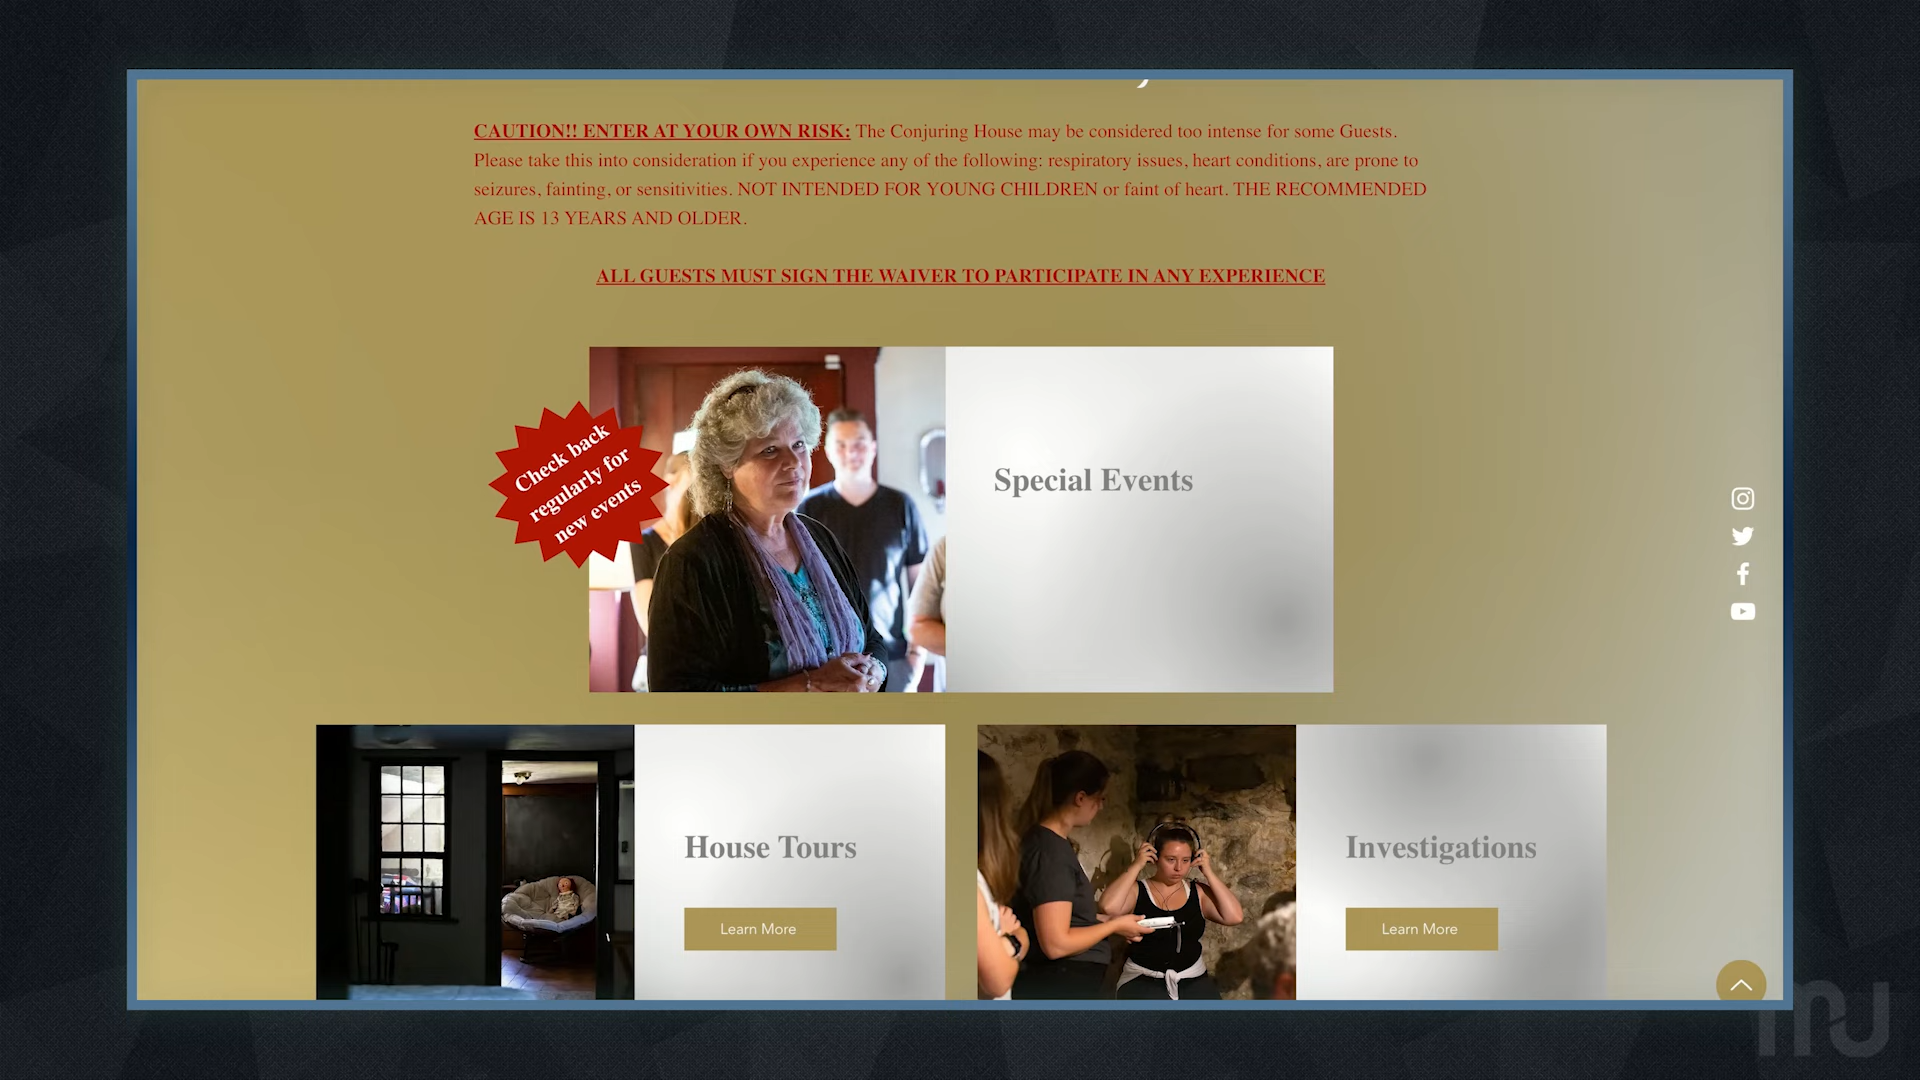 CAUTION!! ENTER AT YOUR OWN RISK: The Conjuring House may be considered too intense for some Guests.
Please take this into consideration if you experience any of the following: respiratory issues, heart conditions, are prone to
seizures, fainting, or sensitivities. NOT INTENDED FOR YOUNG CHILDREN or faint of heart. THE RECOMMENDED
AGE IS 13 YEARS AND OLDER.
ALL GUESTS MUST SIGN THE WAIVER TO PARTICIPATE IN ANY EXPERIENCE
Check back
regularly for
new events
Special Events
House Tours
Learn More
Investigations
Learn More